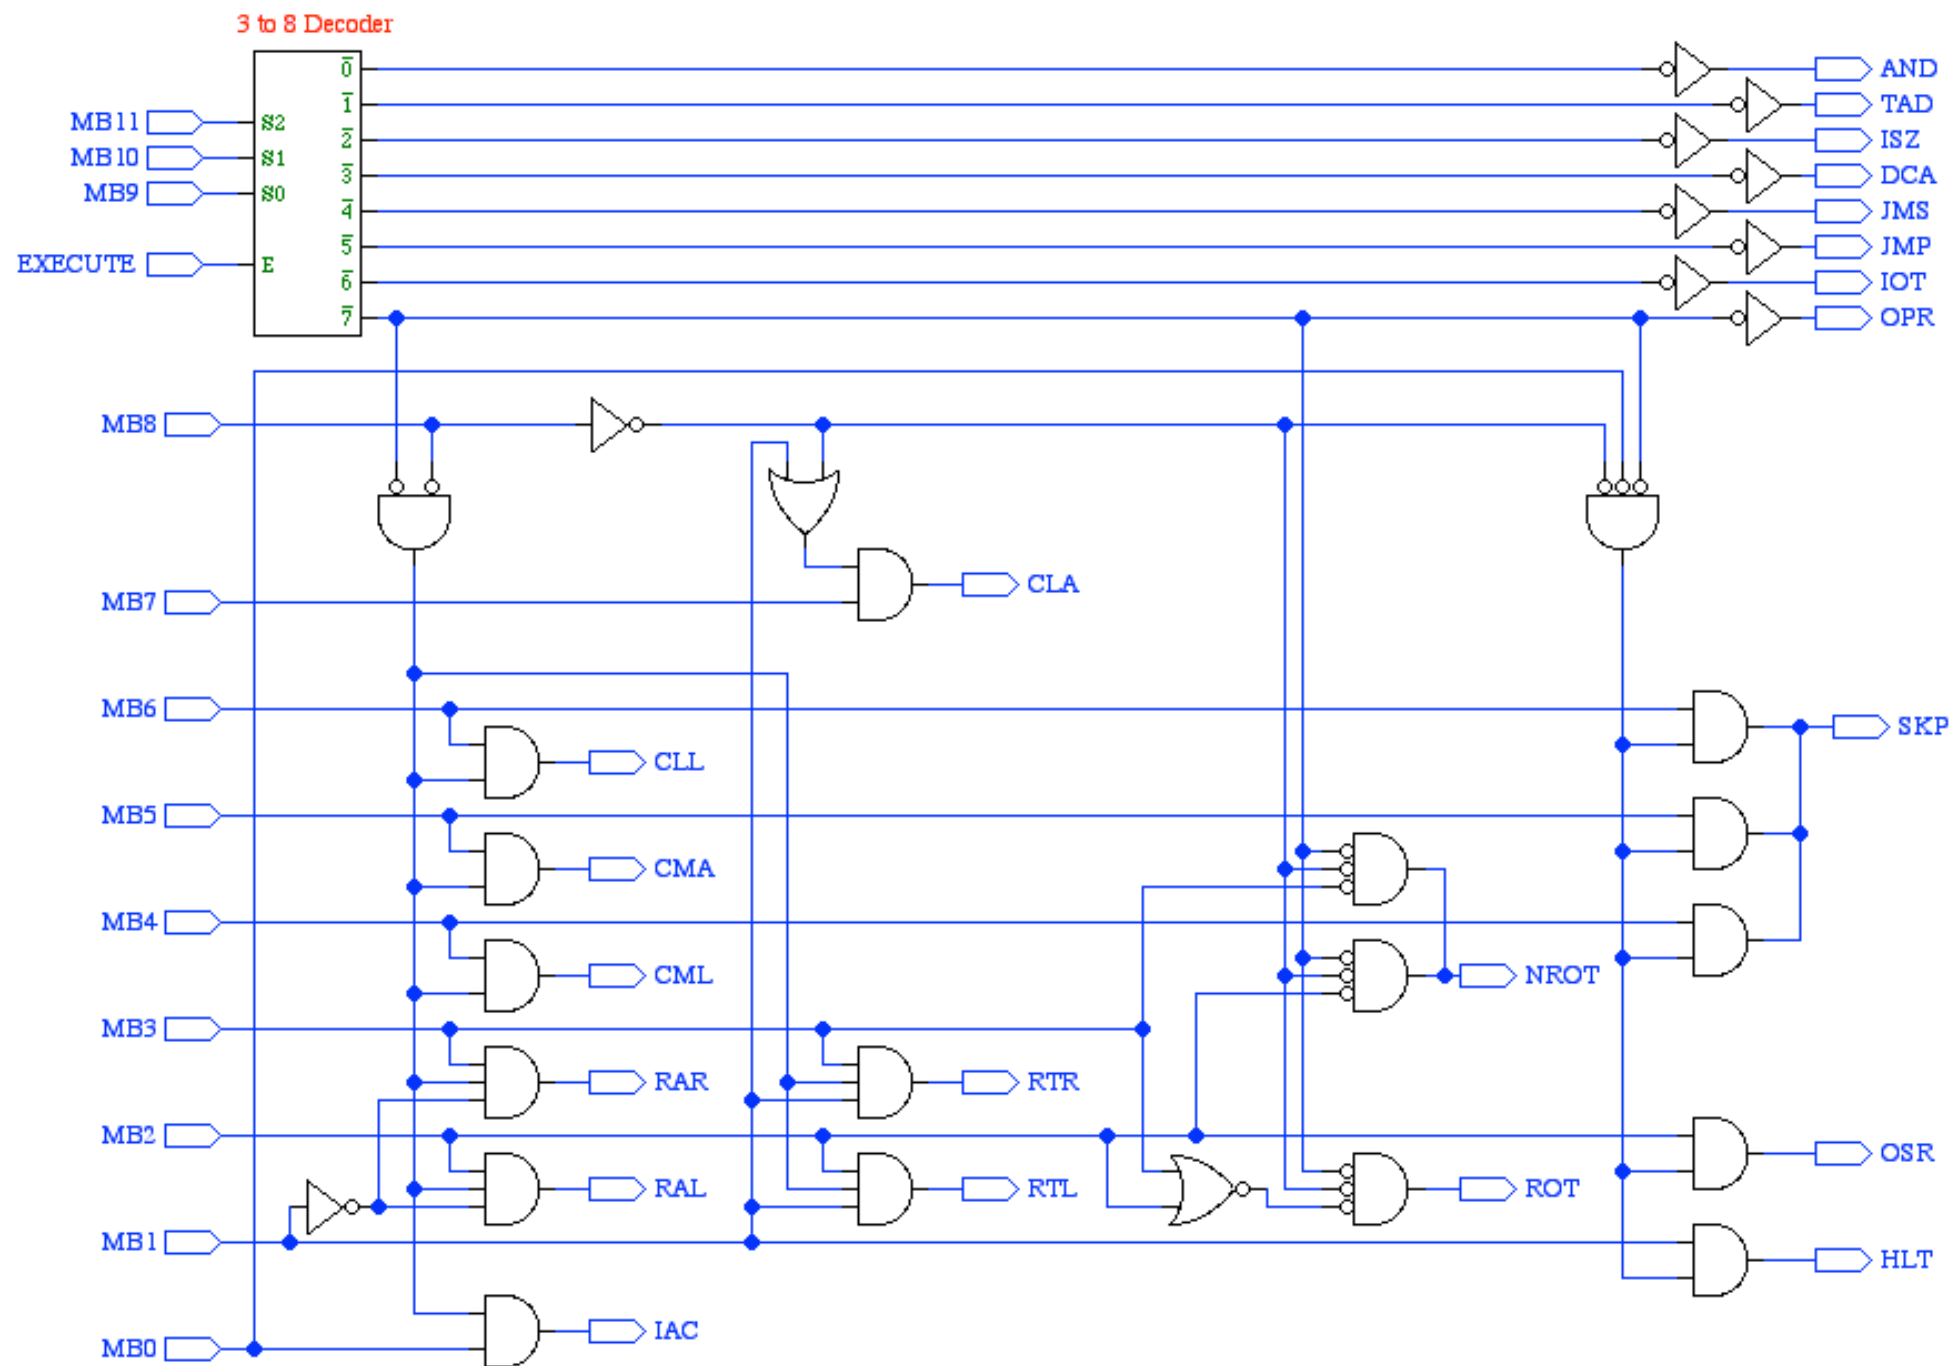 3 to 8 Decoder
0 AND
1 TAD
MB11 S2
2 ISZ
MB10 S1
3 DCA
MB9 S0
4 JMS
5 JMP
EXECUTE E
6 IOT
7 OPR
MB8
MB7 CLA
MB6 SKP
CLL
MB5
CMA
MB4
CML NROT
MB3
RAR RTR
MB2 OSR
RAL RTL ROT
MB1 HLT
IAC
MB0